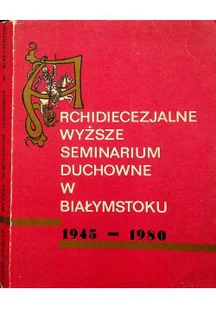 ARCHIDIECEZJALNE
WYŻSZE
SEMINARIUM
DUCHOWNE
W
BIAŁYMSTOKU
1945 — 1980